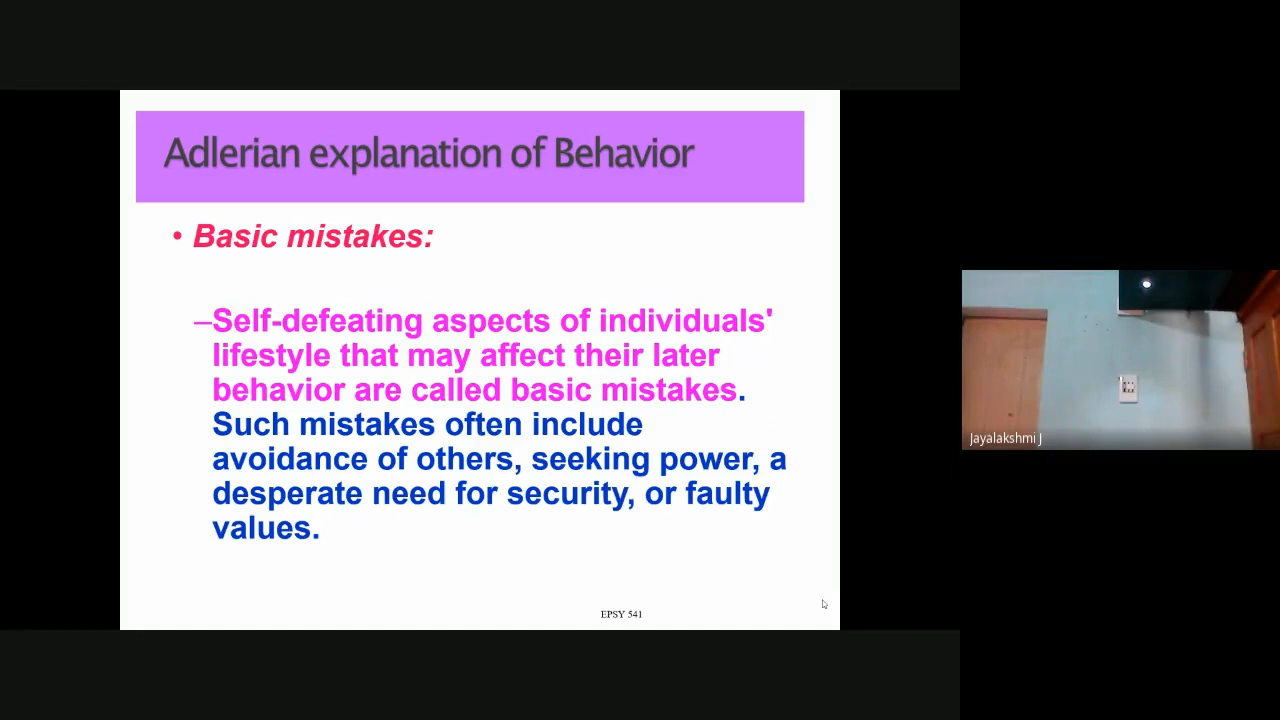 Adlerian explanation of Behavior
• Basic mistakes:
–Self-defeating aspects of individuals'
lifestyle that may affect their later
behavior are called basic mistakes.
Such mistakes often include
avoidance of others, seeking power, a
desperate need for security, or faulty
values.
EPSY 541
Jayalakshmi J